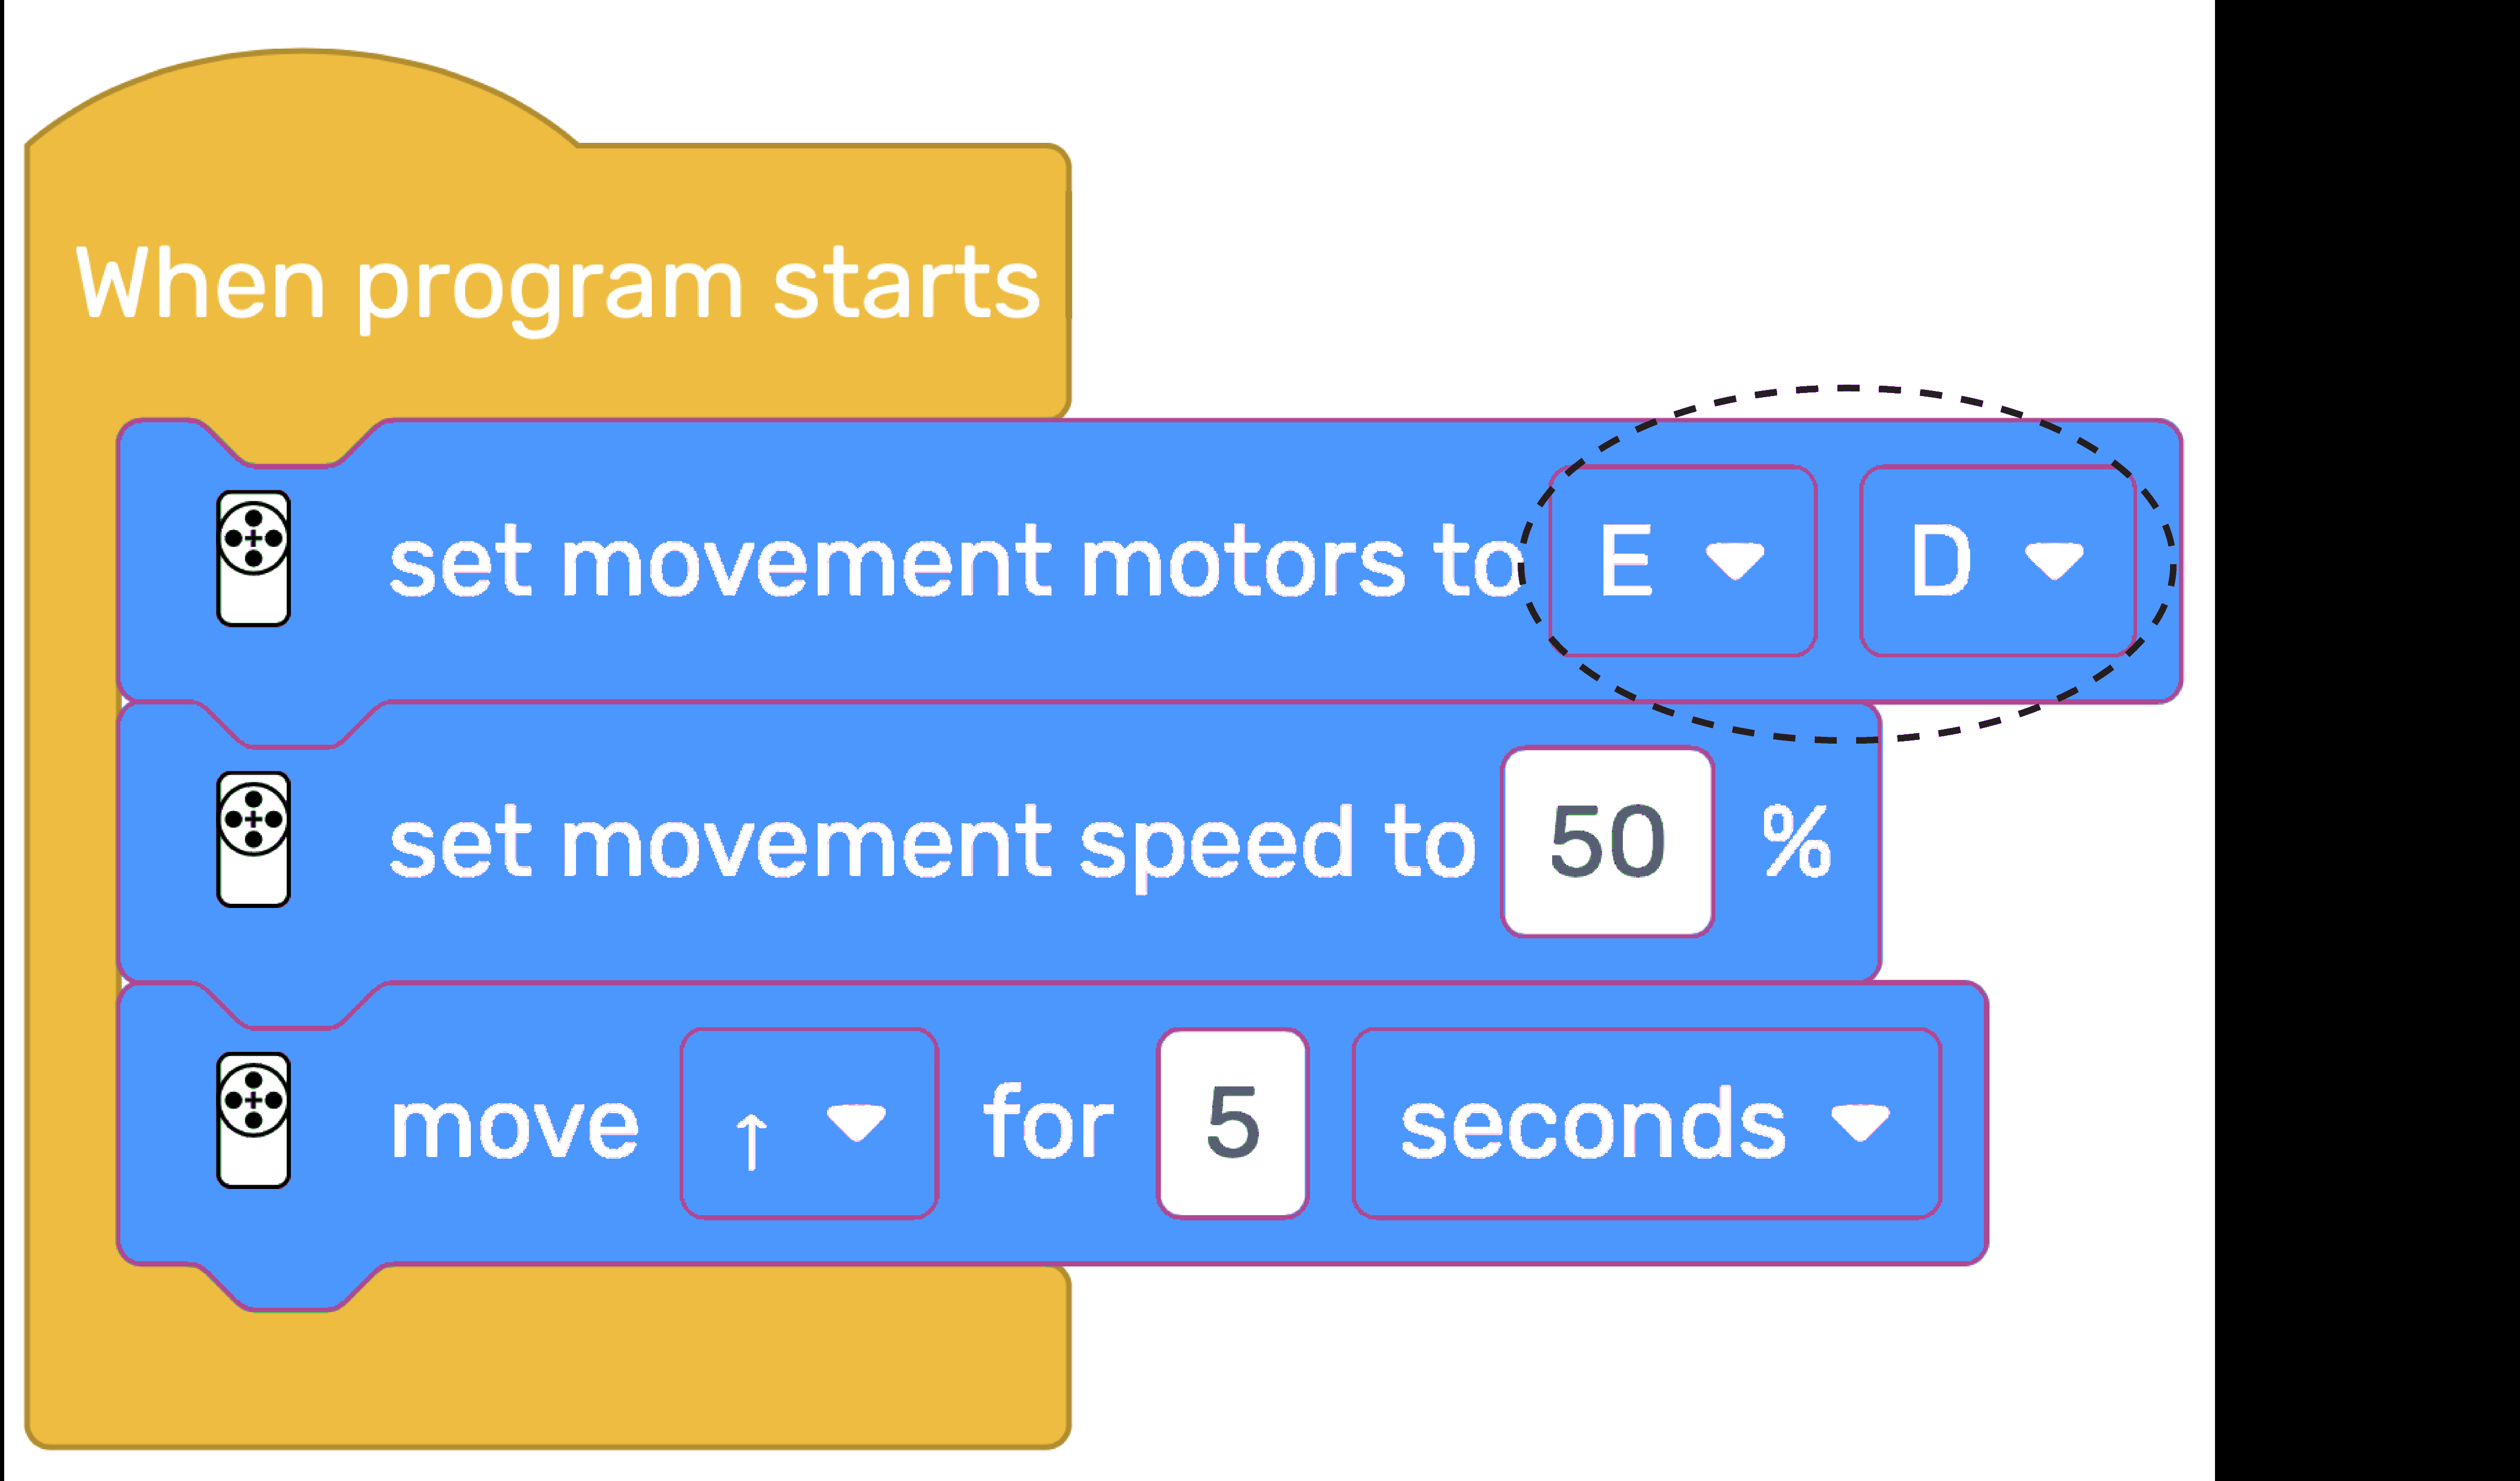 When program starts
set movement motors to E D
set movement speed to 50 %
move ↑ for 5 seconds